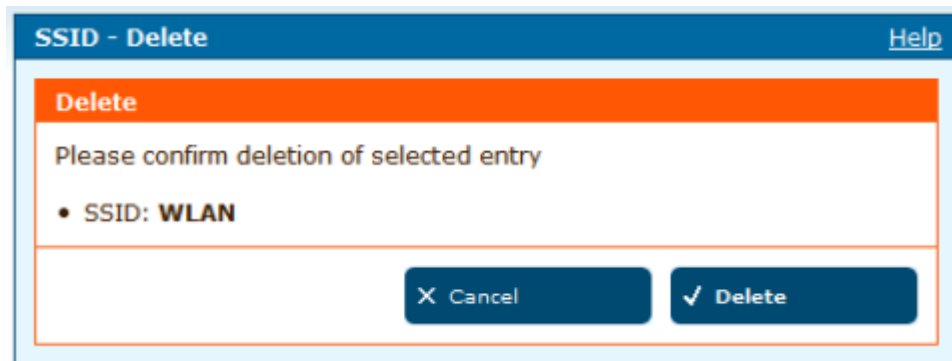 SSID - Delete Help
Delete
Please confirm deletion of selected entry
• SSID: WLAN
Cancel Delete